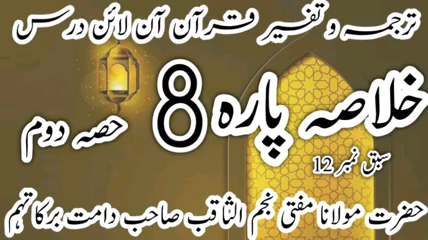 ترجمہ و تفسیر قرآن آن لائن درس
خلاصہ پارہ 8 حصہ دوم
سبق نمبر 12
حضرت مولانا مفتی نجم الثاقب صاحب دامت برکاتہم